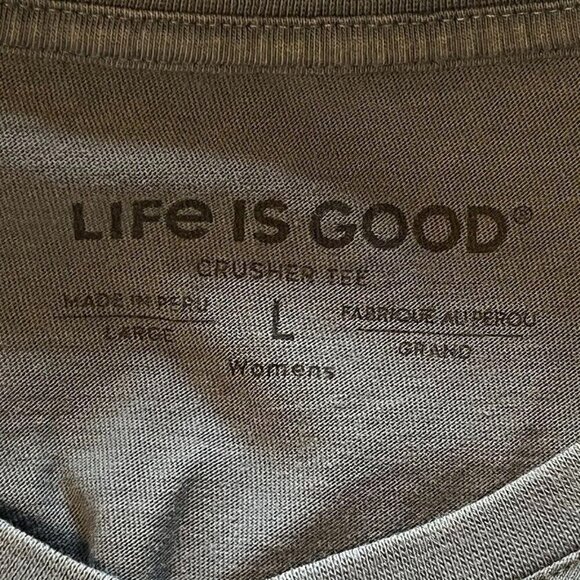 LIFe IS GOOD®
CRUSHER TEE
MADE IN PERU
LARGE
L
FABRIQUE AU PEROU
GRAND
Womens